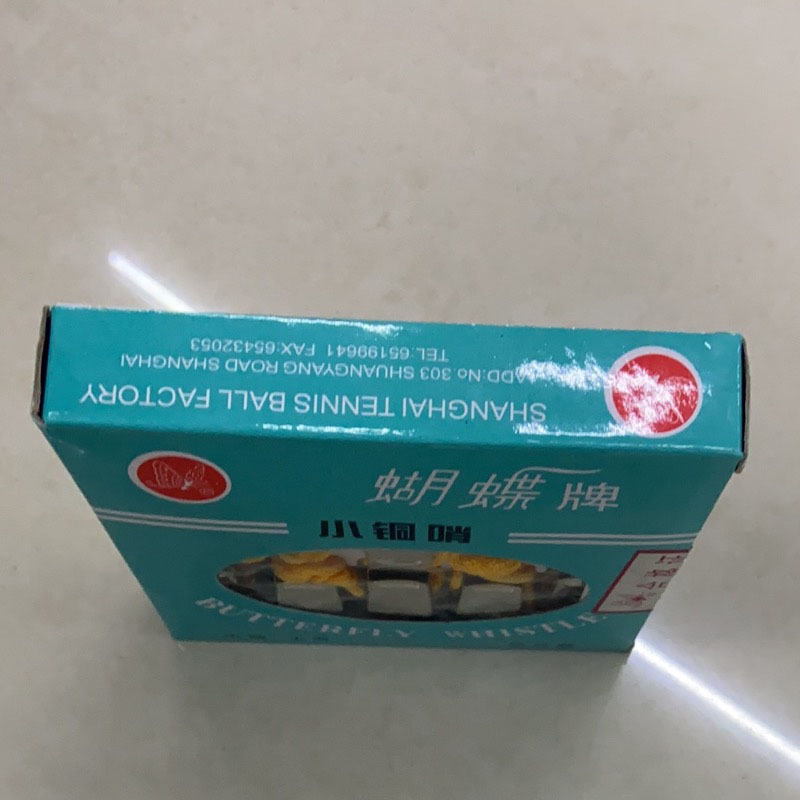 SHANGHAI TENNIS BALL FACTORY
ADD:No 303 SHUANGYANG ROAD SHANGHAI
TEL:65199641 FAX:65432053
蝴蝶牌
小铜哨
BUTTERFLY WHISTLE